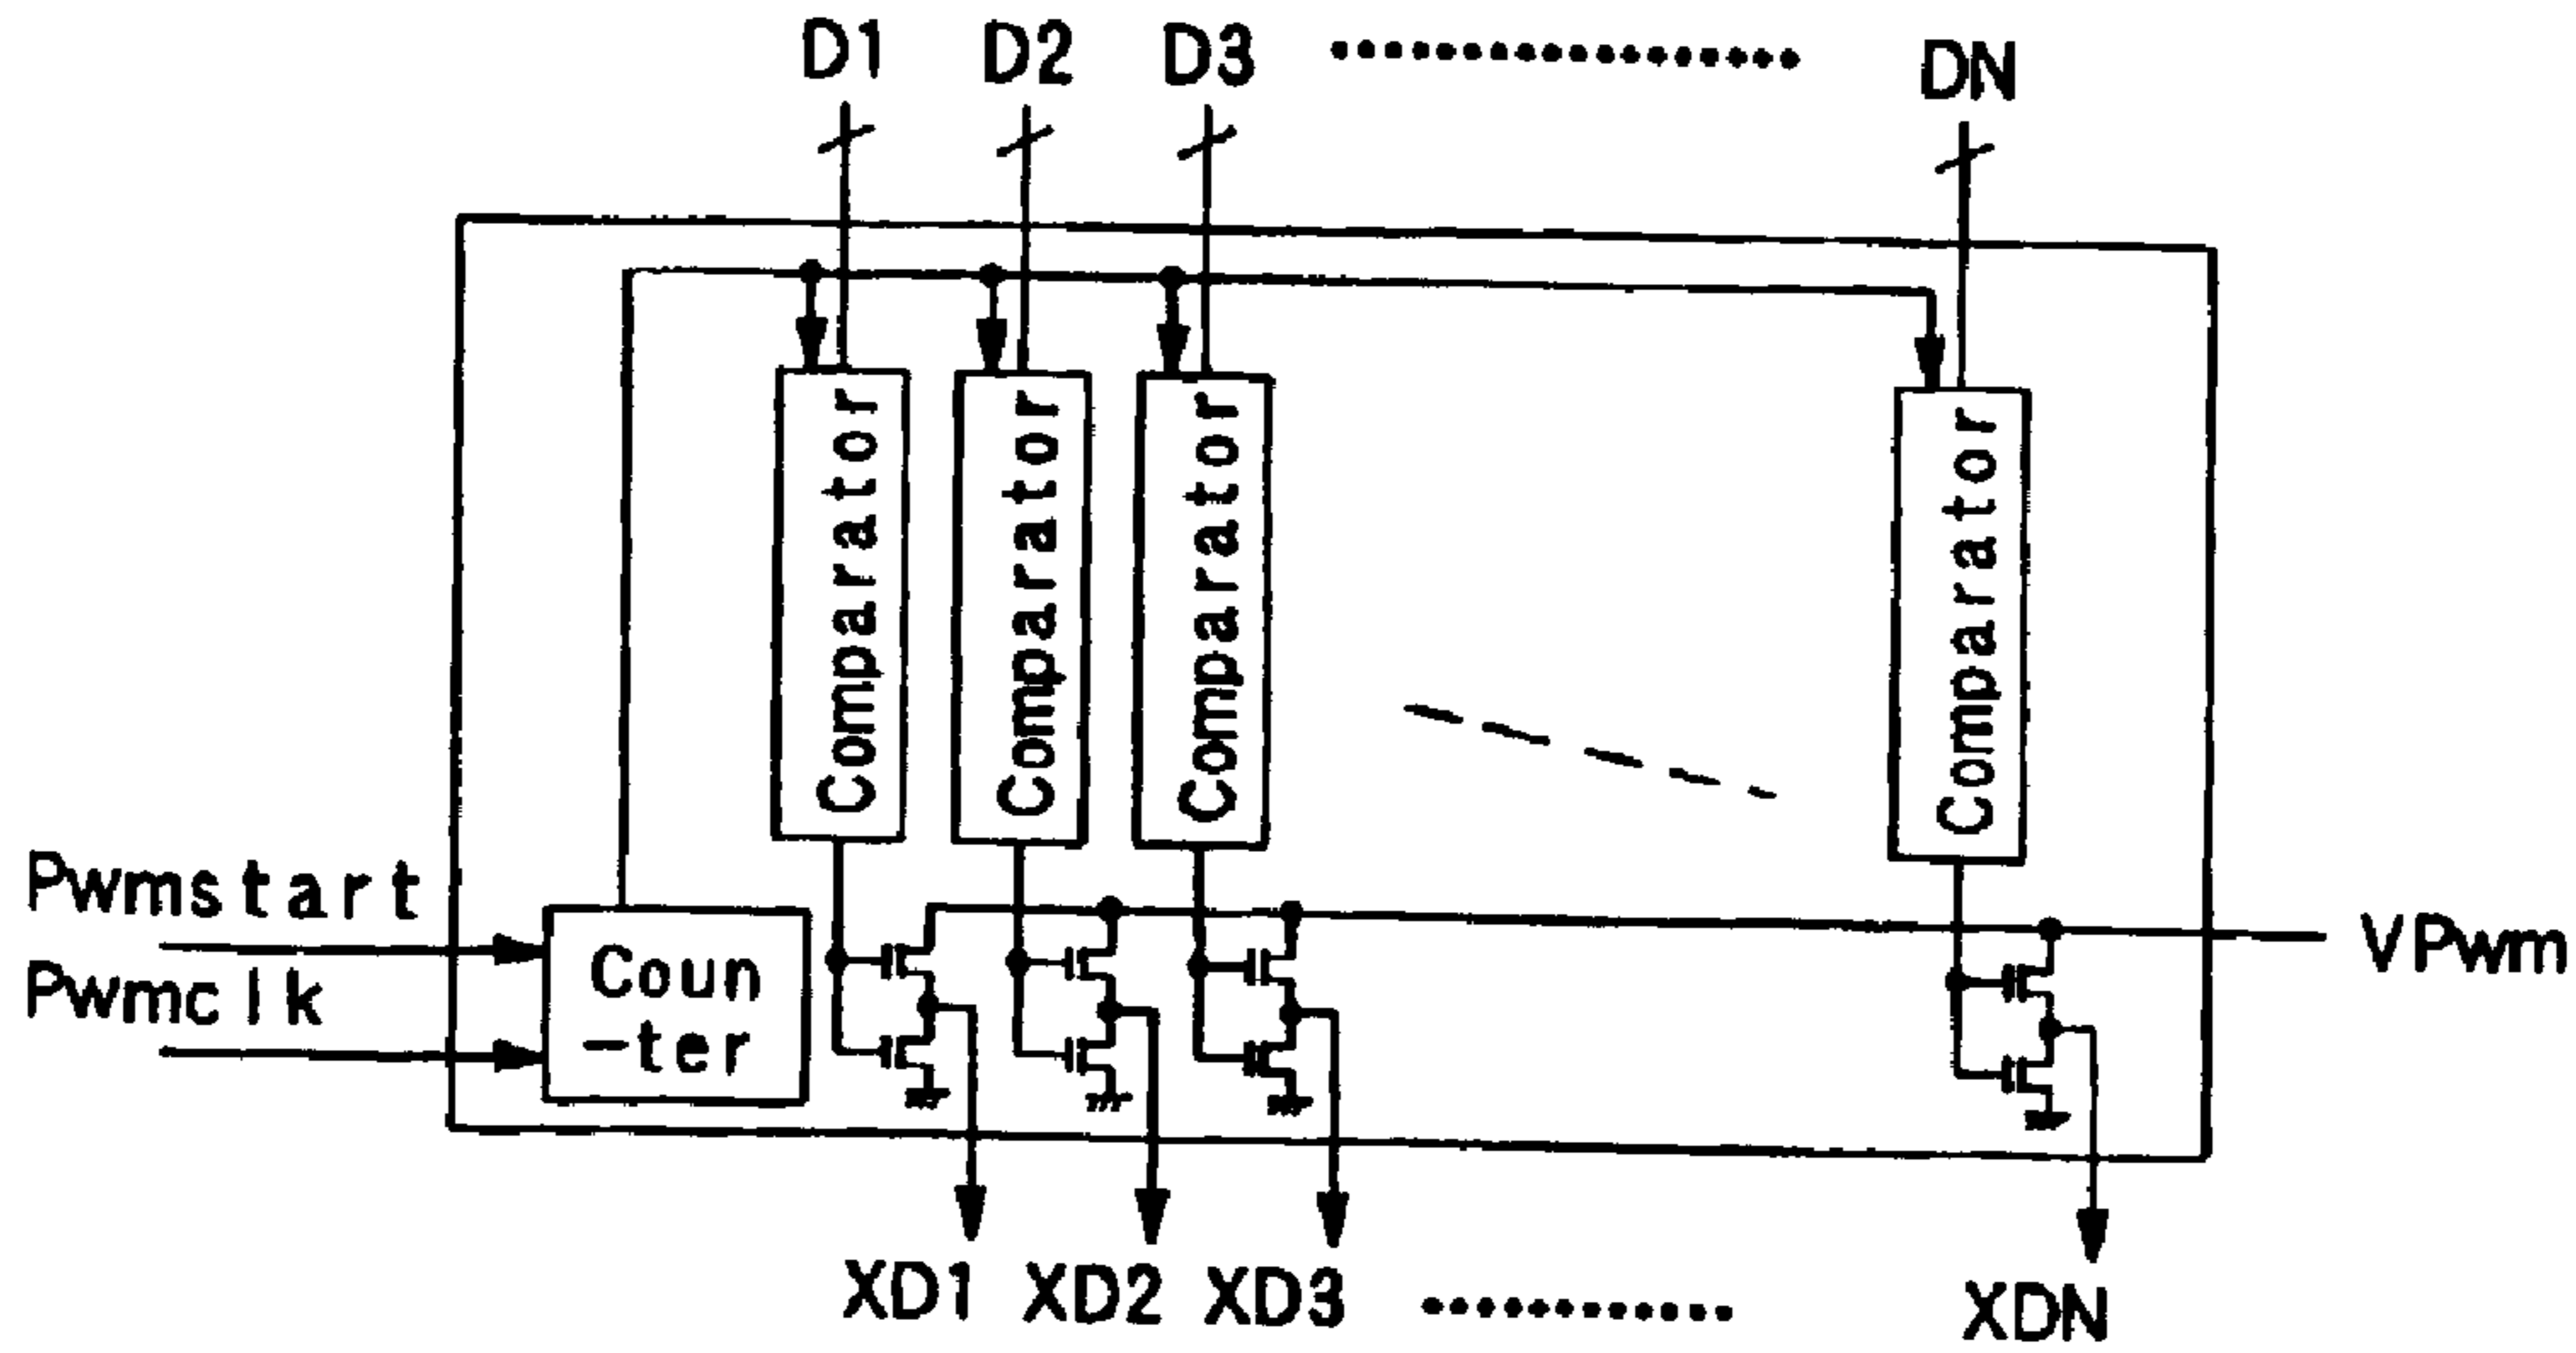 D1 D2 D3 DN
Comparator
Comparator
Comparator
Comparator
Pwmstart
Pwmclk
Coun
-ter
VPwm
XD1 XD2 XD3 XDN